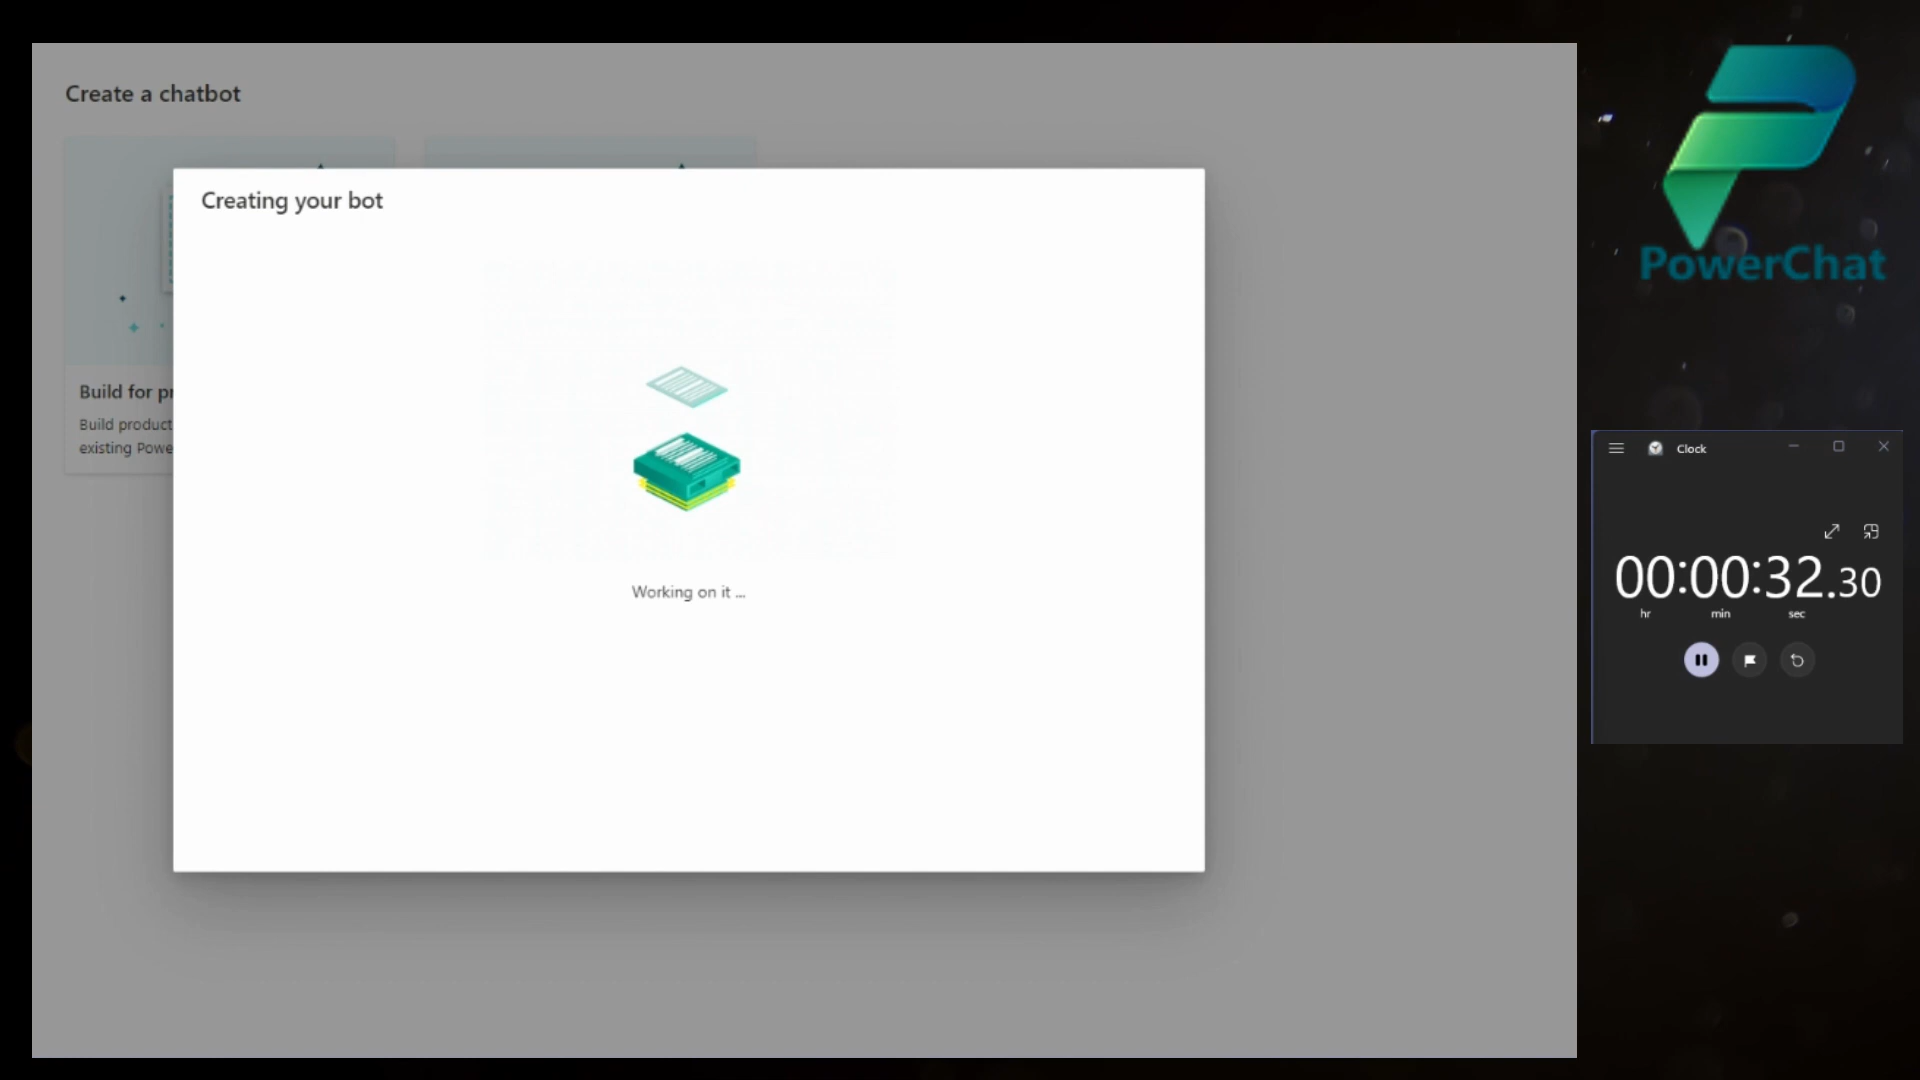 Create a chatbot
Creating your bot
Build for pr
Build product
existing Powe
Working on it ...
PowerChat
Clock
00:00:32.30
hr min sec